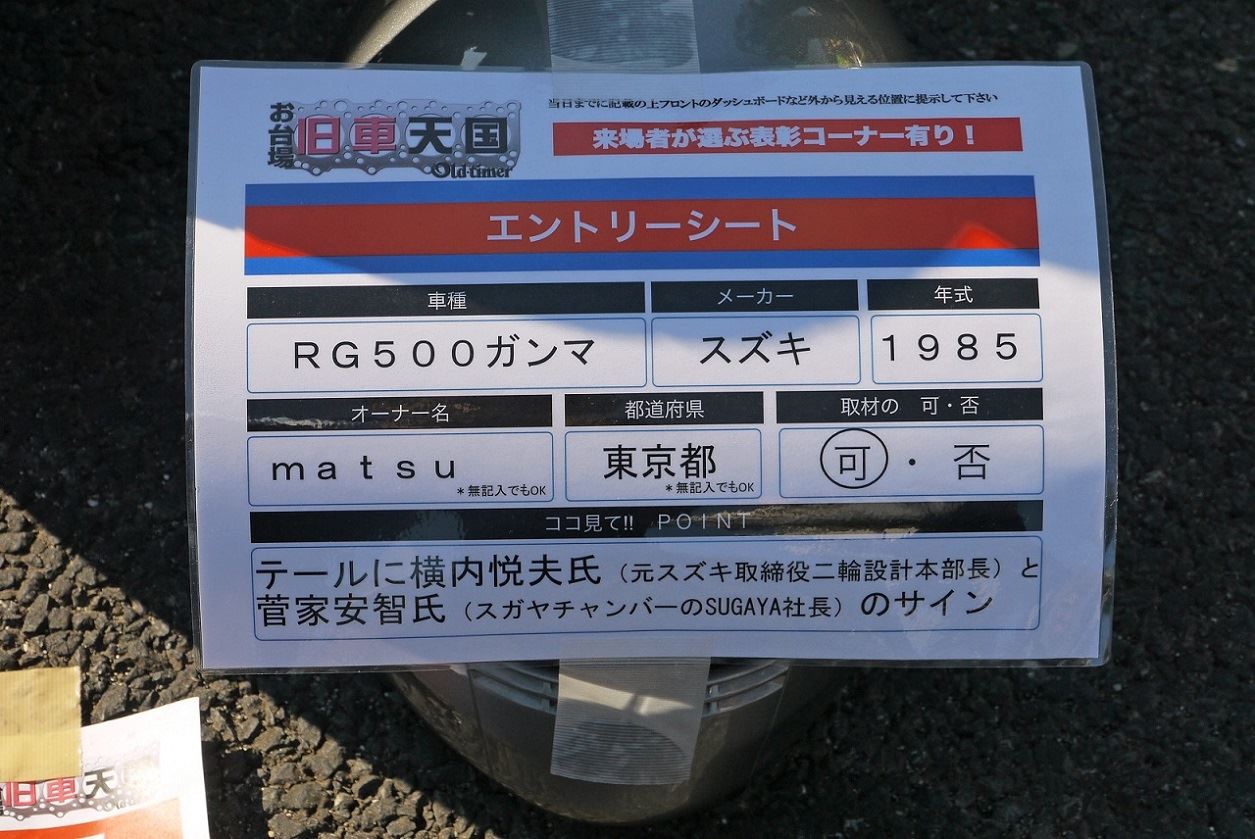 お台場
旧車天国
Old-timer
当日までに記載の上フロントのダッシュボードなど外から見える位置に提示して下さい
来場者が選ぶ表彰コーナー有り！
エントリーシート
車種 メーカー 年式
ＲＧ５００ガンマ スズキ １９８５
オーナー名 都道府県 取材の 可・否
ｍａｔｓｕ 東京都 可・否
＊無記入でもOK ＊無記入でもOK
ココ見て!! ＰＯＩＮＴ
テールに横内悦夫氏（元スズキ取締役二輪設計本部長）と
菅家安智氏（スガヤチャンバーのSUGAYA社長）のサイン
旧車天